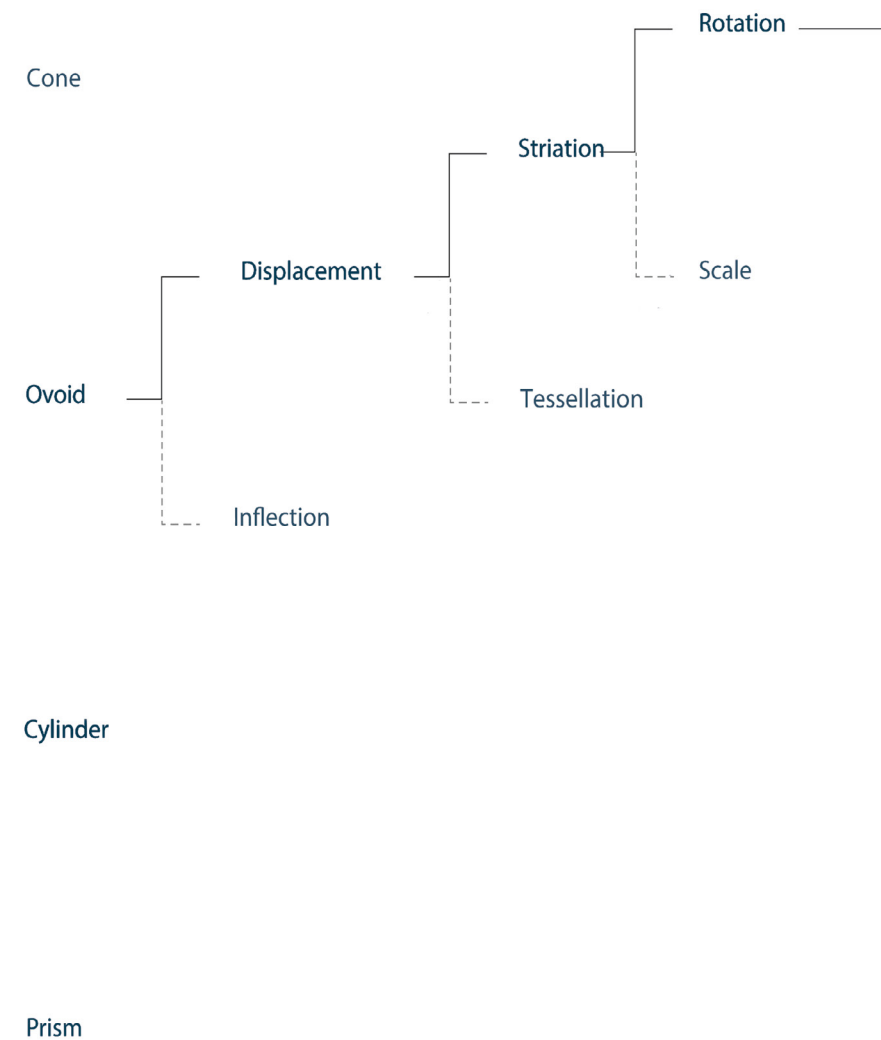 Rotation
Cone
Striation
Displacement
Scale
Ovoid
Tessellation
Inflection
Cylinder
Prism